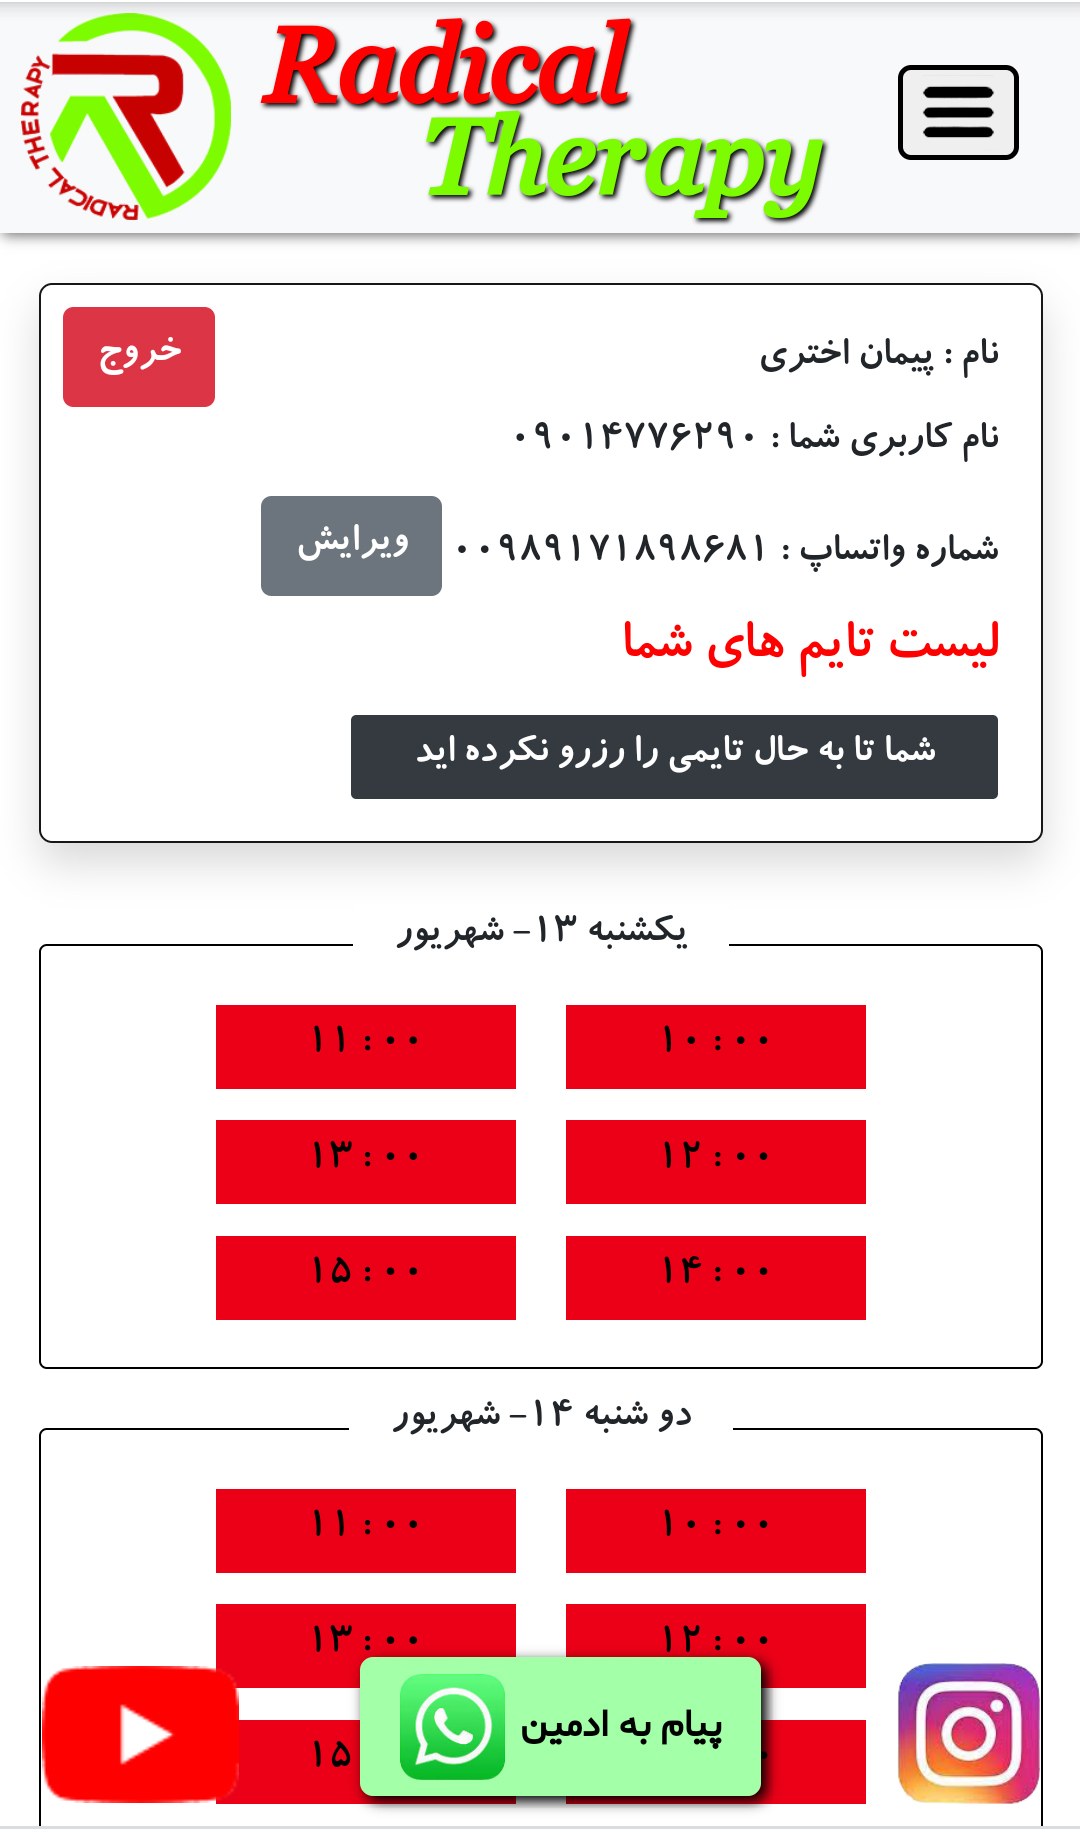 RADICAL THERAPY
Radical
Therapy
خروج
نام : پیمان اختری
نام کاربری شما : ۰۹۰۱۴۷۷۶۲۹۰
شماره واتساپ : ۰۰۹۸۹۱۷۱۸۹۸۶۸۱ ویرایش
لیست تایم های شما
شما تا به حال تایمی را رزرو نکرده اید
یکشنبه ۱۳- شهریور
۱۰:۰۰ ۱۱:۰۰
۱۲:۰۰ ۱۳:۰۰
۱۴:۰۰ ۱۵:۰۰
دو شنبه ۱۴- شهریور
۱۰:۰۰ ۱۱:۰۰
۱۲:۰۰ ۱۳:۰۰
۱۵
پیام به ادمین